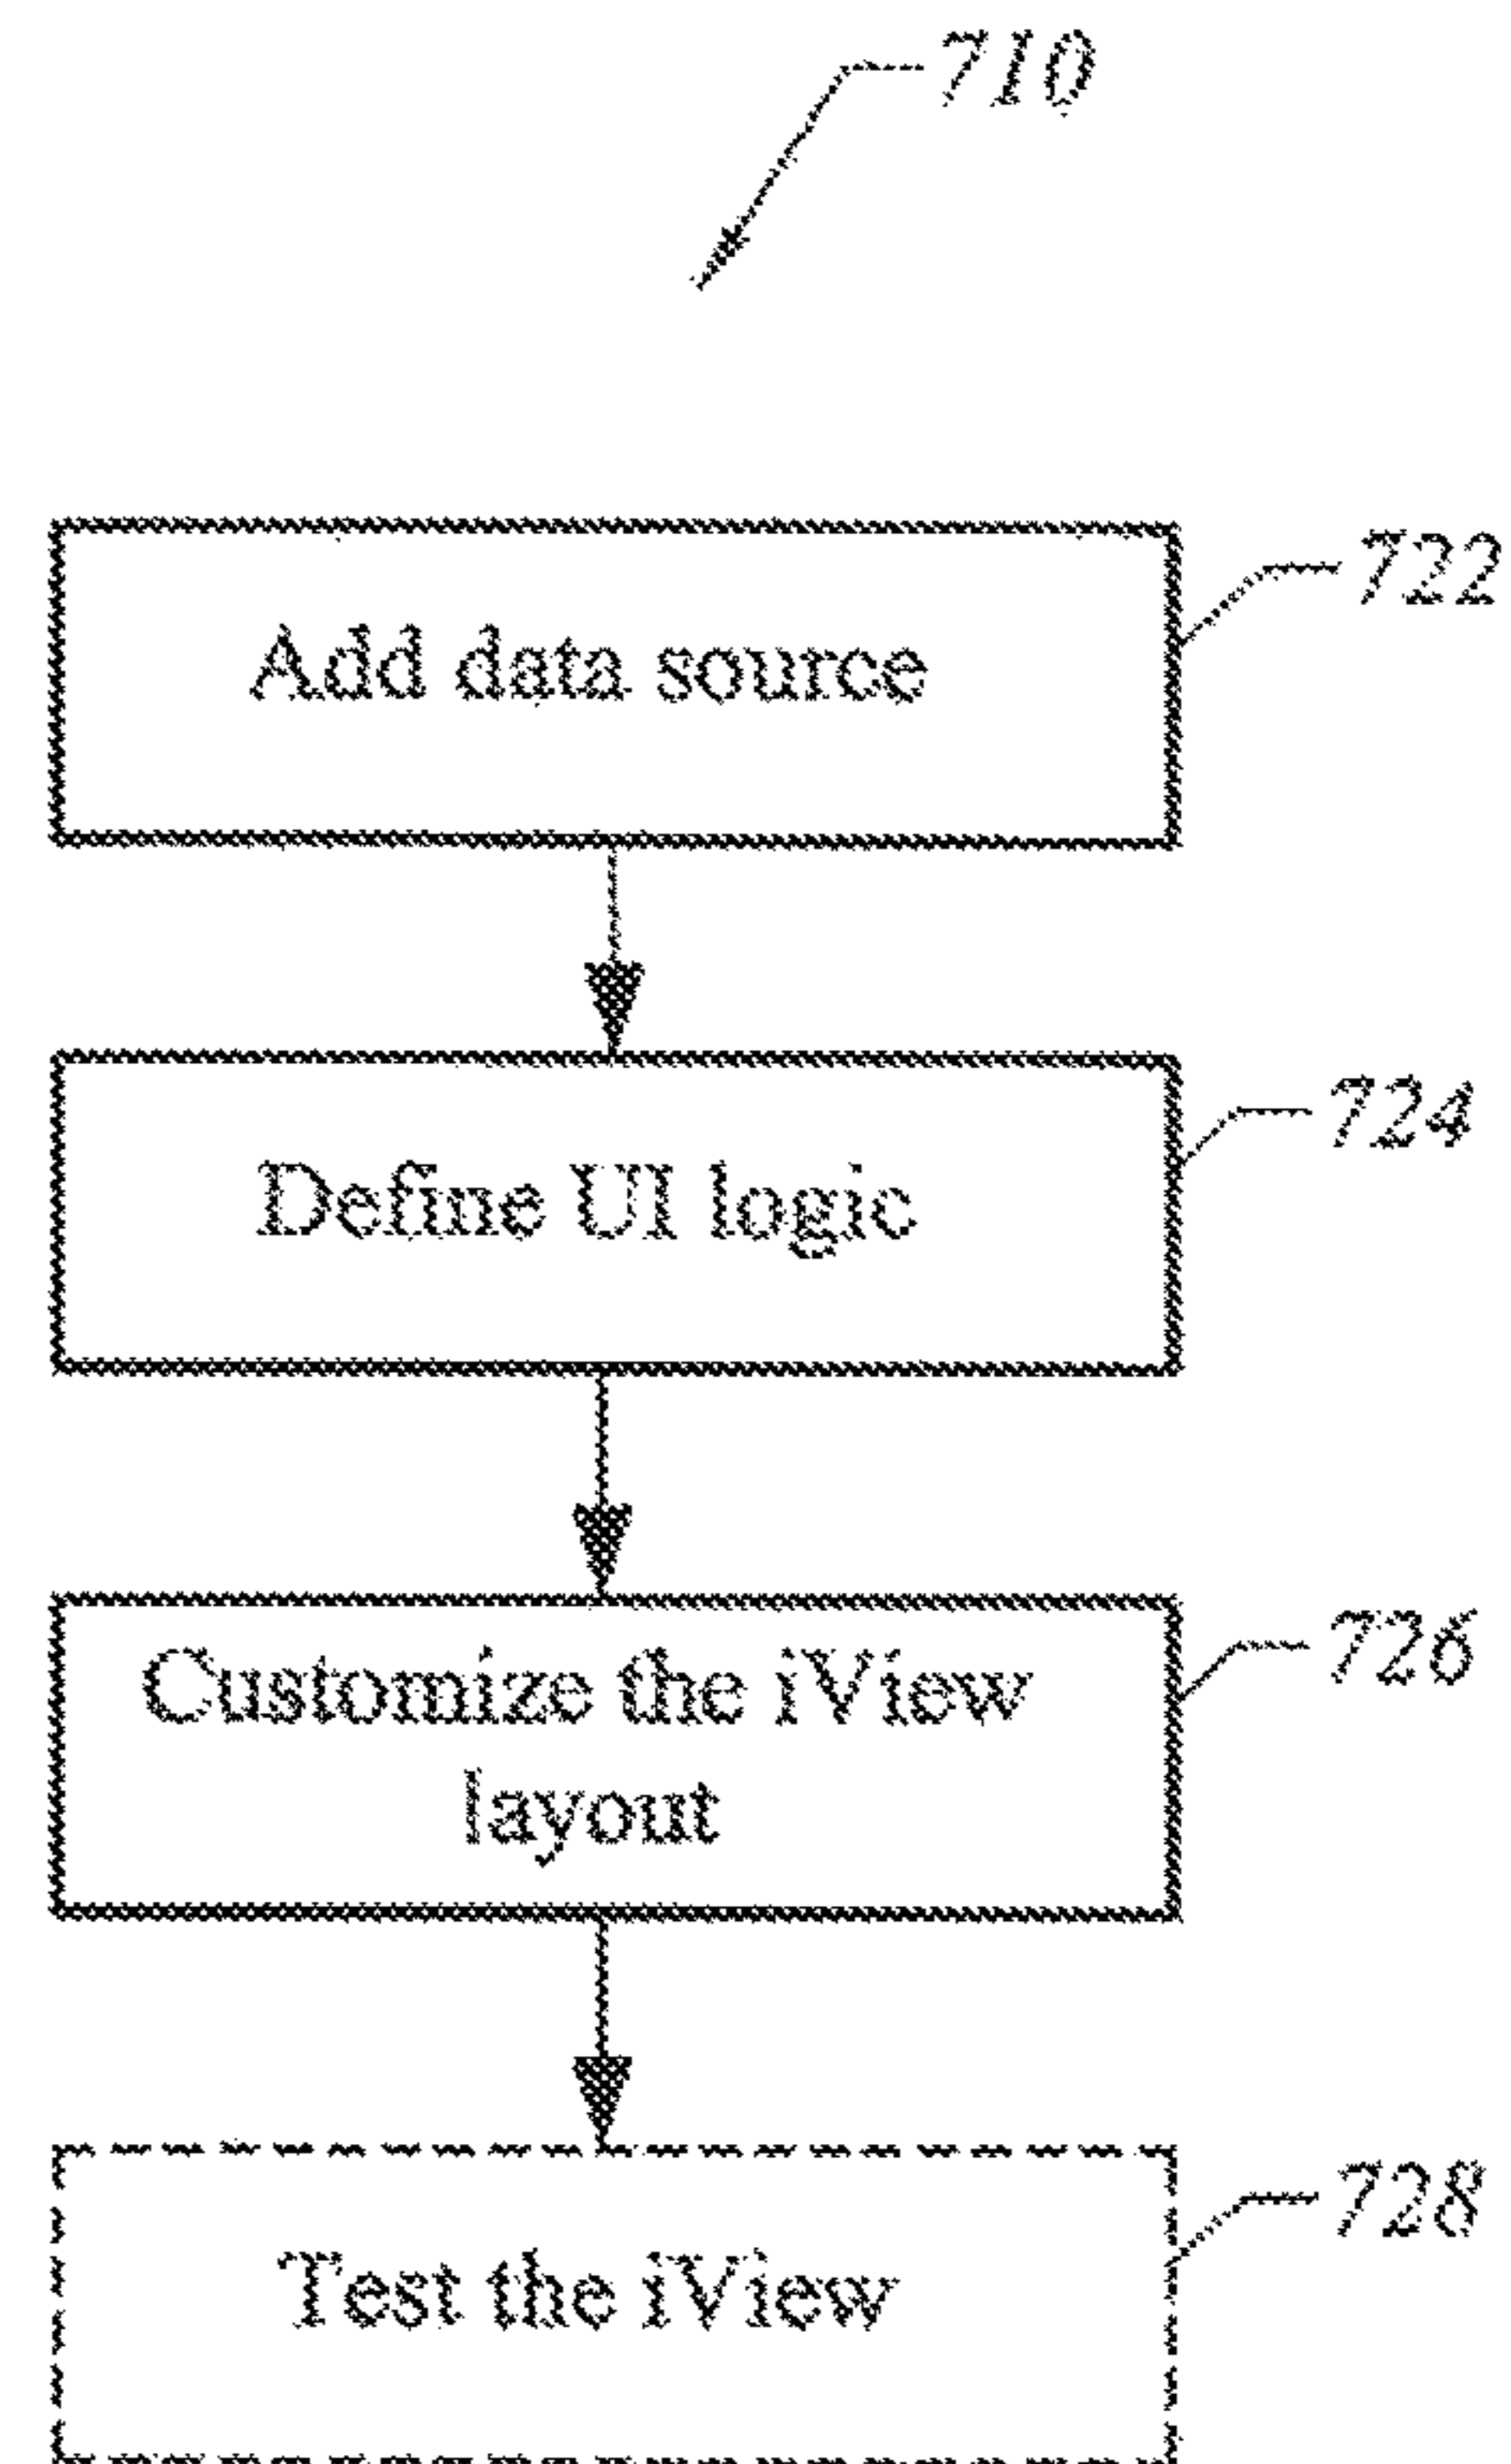 710
722
Add data source
724
Define UI logic
726
Customize the iView
layout
728
Test the iView